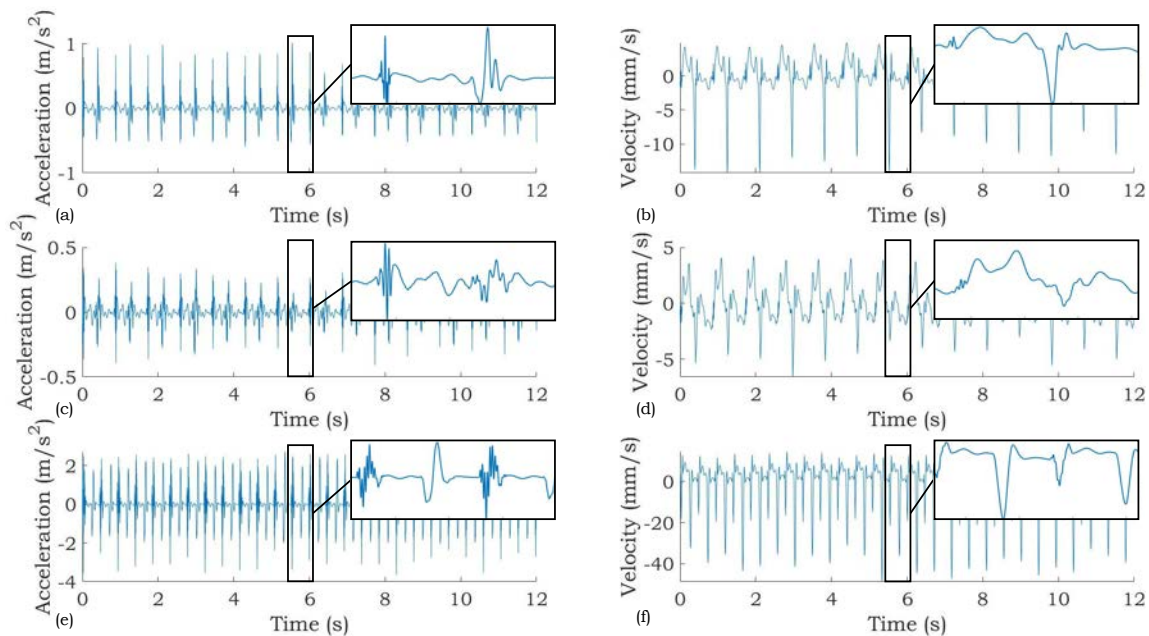 Acceleration (m/s²)
1
0
-1
0 2 4 6 8 10 12
Time (s)
(a)
Velocity (mm/s)
0
-5
-10
0 2 4 6 8 10 12
Time (s)
(b)
Acceleration (m/s²)
0.5
0
-0.5
0 2 4 6 8 10 12
Time (s)
(c)
Velocity (mm/s)
5
0
-5
0 2 4 6 8 10 12
Time (s)
(d)
Acceleration (m/s²)
2
0
-2
-4
0 2 4 6 8 10 12
Time (s)
(e)
Velocity (mm/s)
0
-20
-40
0 2 4 6 8 10 12
Time (s)
(f)